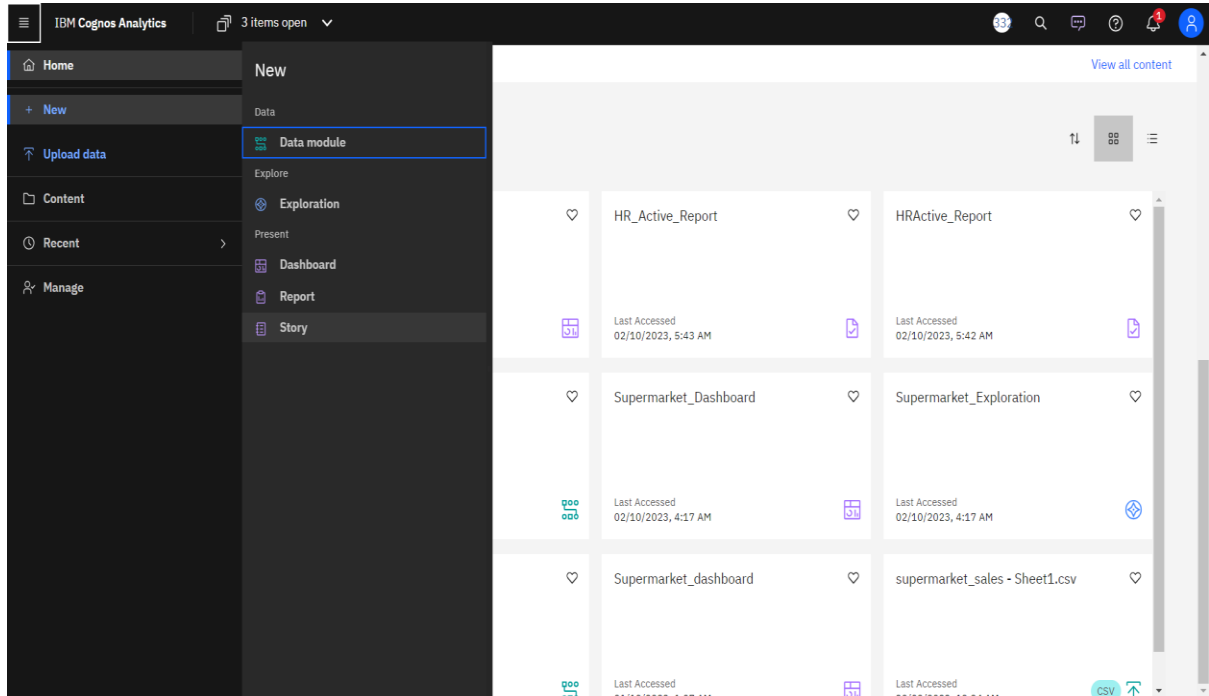 IBM Cognos Analytics
3 items open
1
Home
New
Upload data
Content
Recent
Manage
New
Data
Data module
Explore
Exploration
Present
Dashboard
Report
Story
View all content
HR_Active_Report
Last Accessed
02/10/2023, 5:43 AM
HRActive_Report
Last Accessed
02/10/2023, 5:42 AM
Supermarket_Dashboard
Last Accessed
02/10/2023, 4:17 AM
Supermarket_Exploration
Last Accessed
02/10/2023, 4:17 AM
Supermarket_dashboard
Last Accessed
supermarket_sales - Sheet1.csv
Last Accessed
CSV